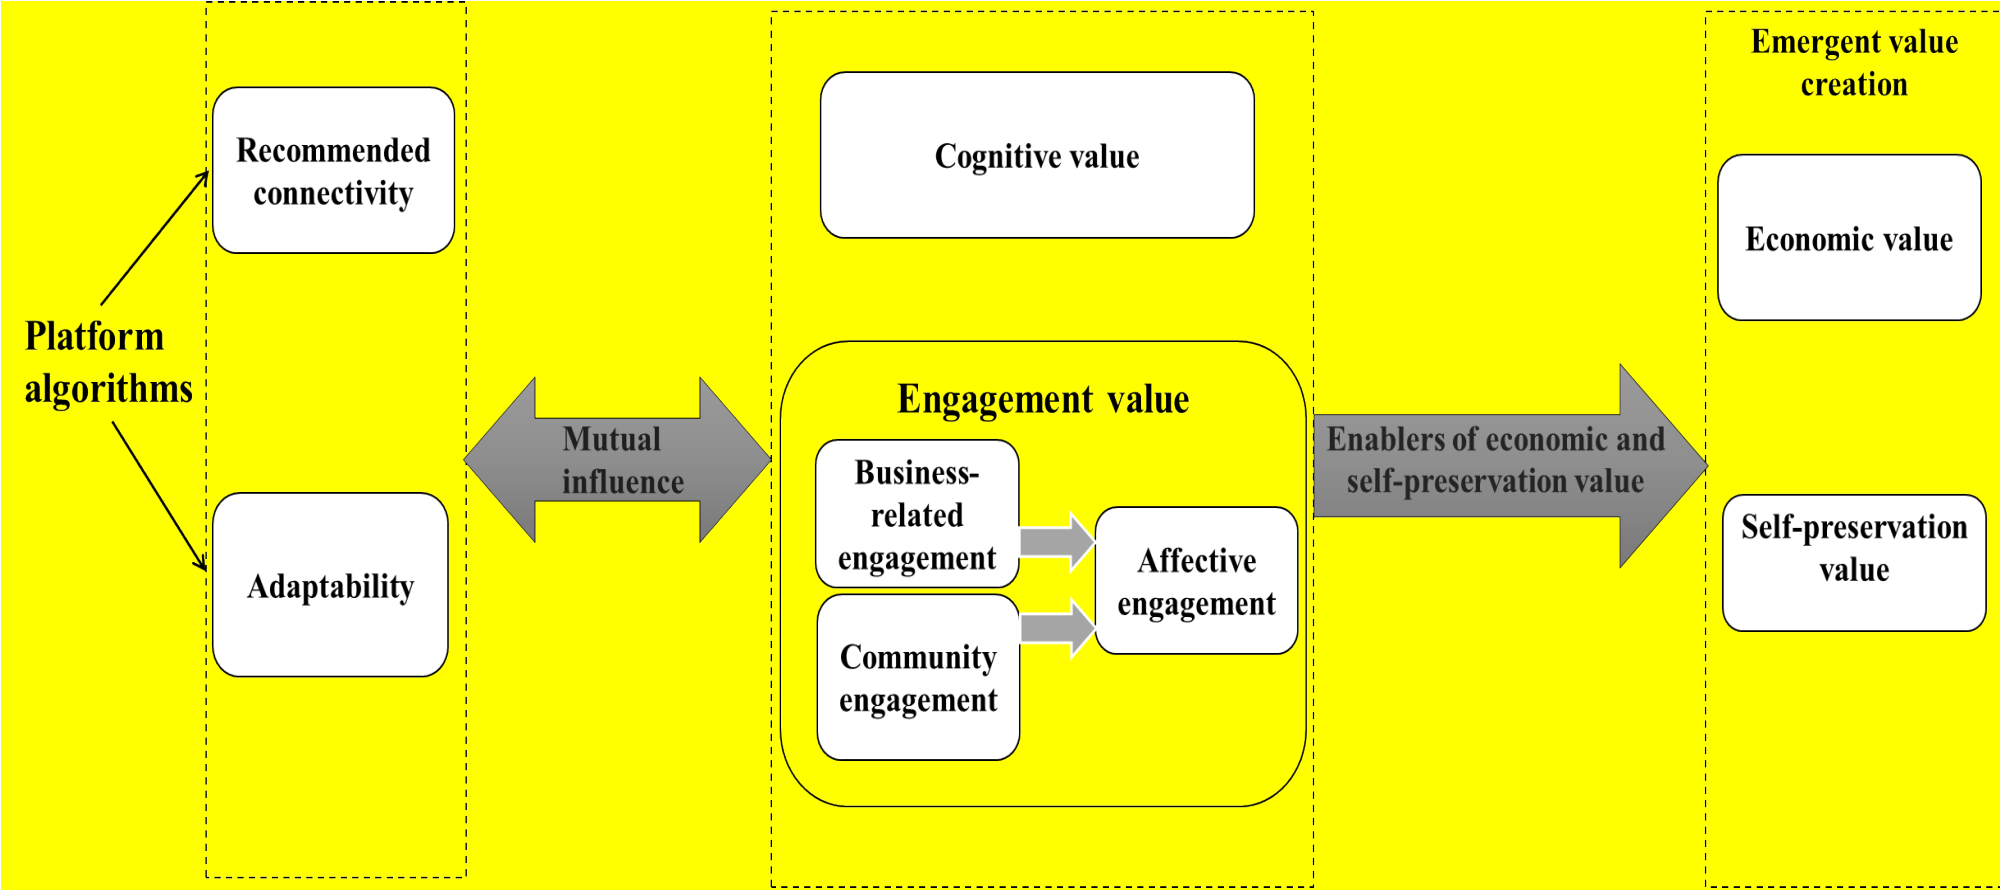 Platform
algorithms
Recommended
connectivity
Adaptability
Mutual
influence
Cognitive value
Engagement value
Business-
related
engagement
Community
engagement
Affective
engagement
Enablers of economic and
self-preservation value
Emergent value
creation
Economic value
Self-preservation
value